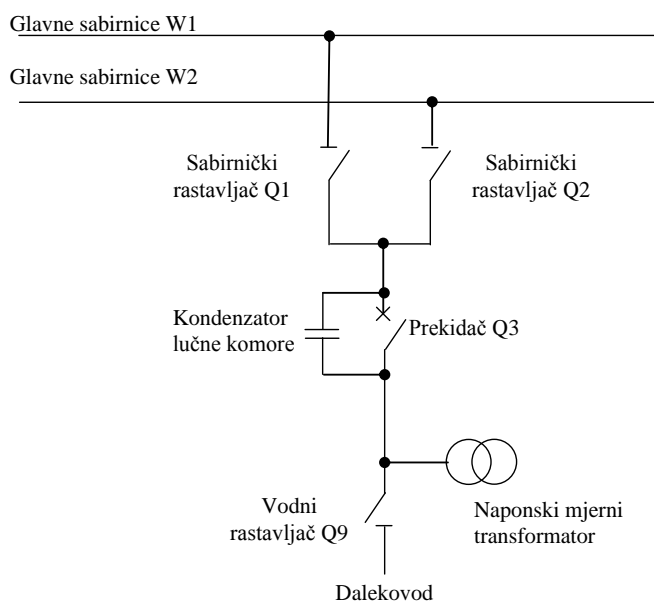 Glavne sabirnice W1
Glavne sabirnice W2
Sabirnički
rastavljač Q1
Sabirnički
rastavljač Q2
Kondenzator
lučne komore
Prekidač Q3
Vodni
rastavljač Q9
Naponski mjerni
transformator
Dalekovod